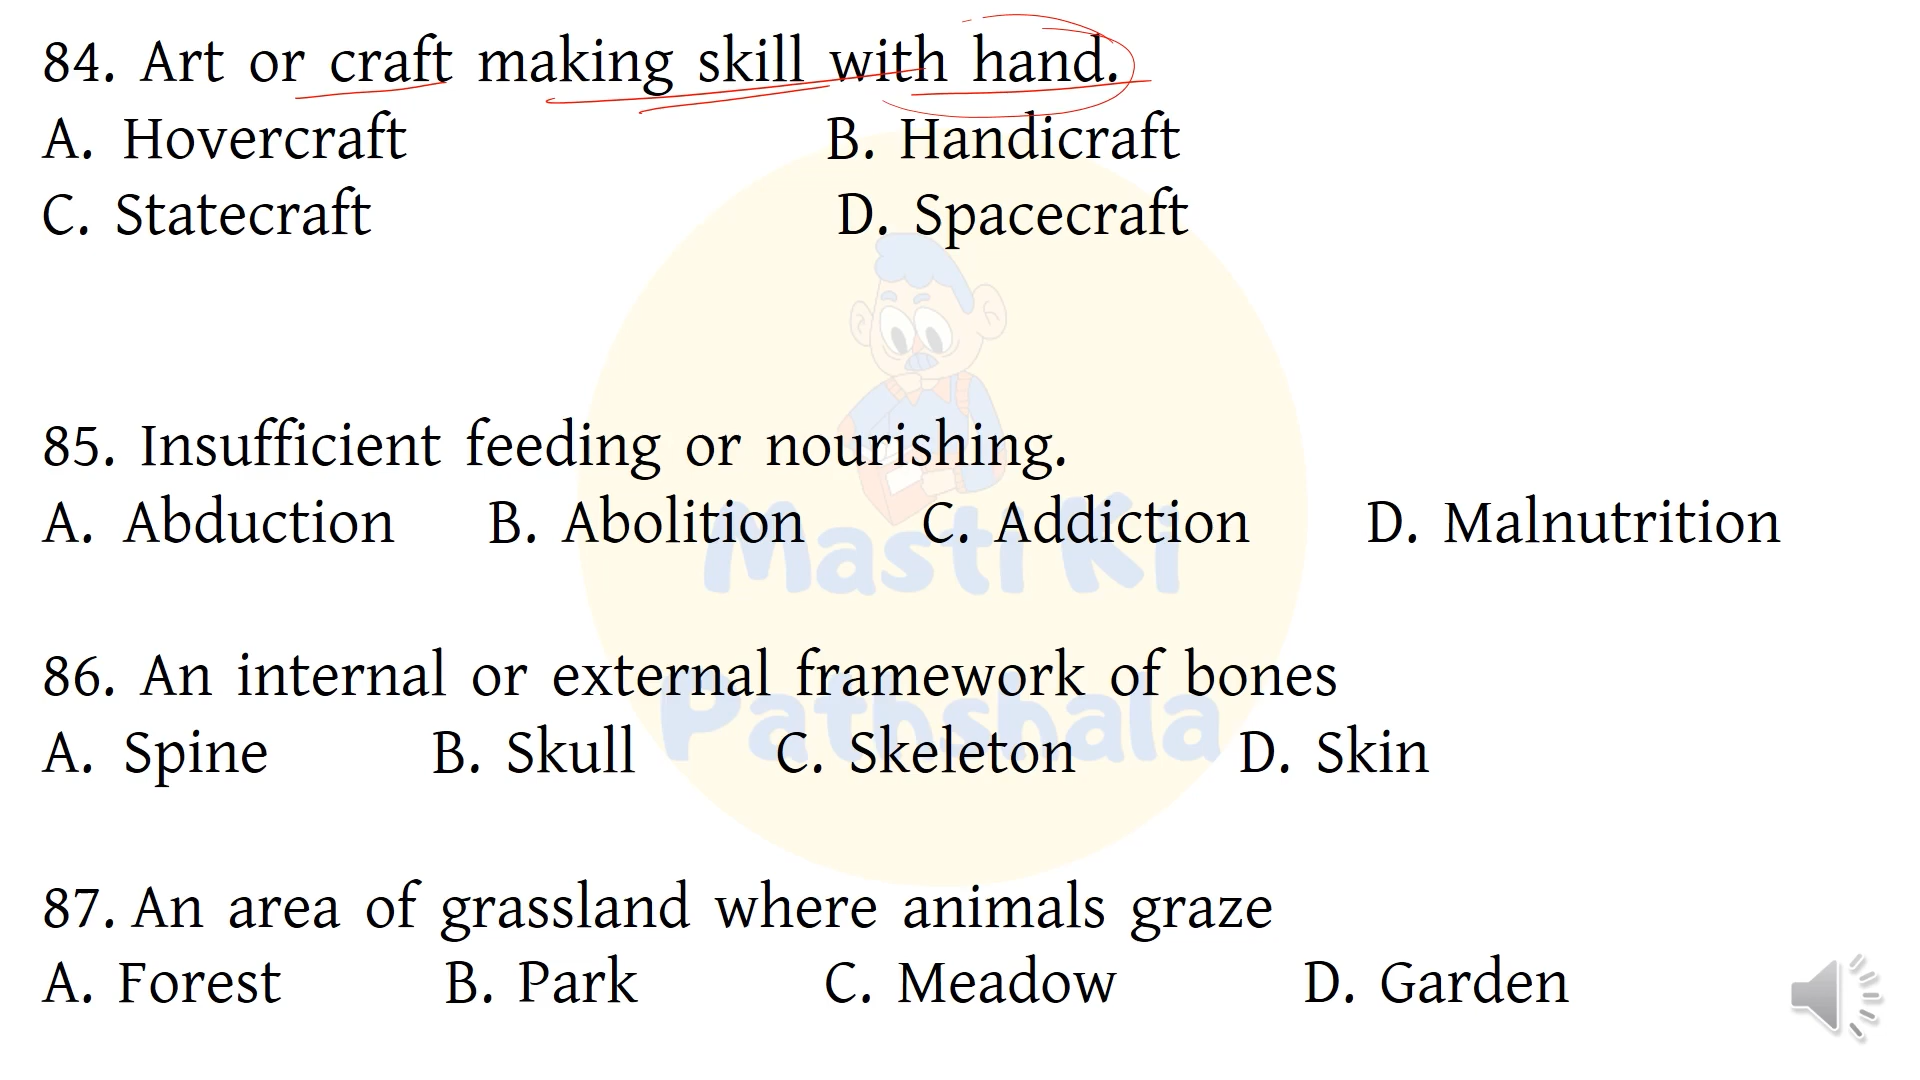 84. Art or craft making skill with hand.
A. Hovercraft B. Handicraft
C. Statecraft D. Spacecraft
85. Insufficient feeding or nourishing.
A. Abduction B. Abolition C. Addiction D. Malnutrition
86. An internal or external framework of bones
A. Spine B. Skull C. Skeleton D. Skin
87. An area of grassland where animals graze
A. Forest B. Park C. Meadow D. Garden
Masti Ki
Pathshala